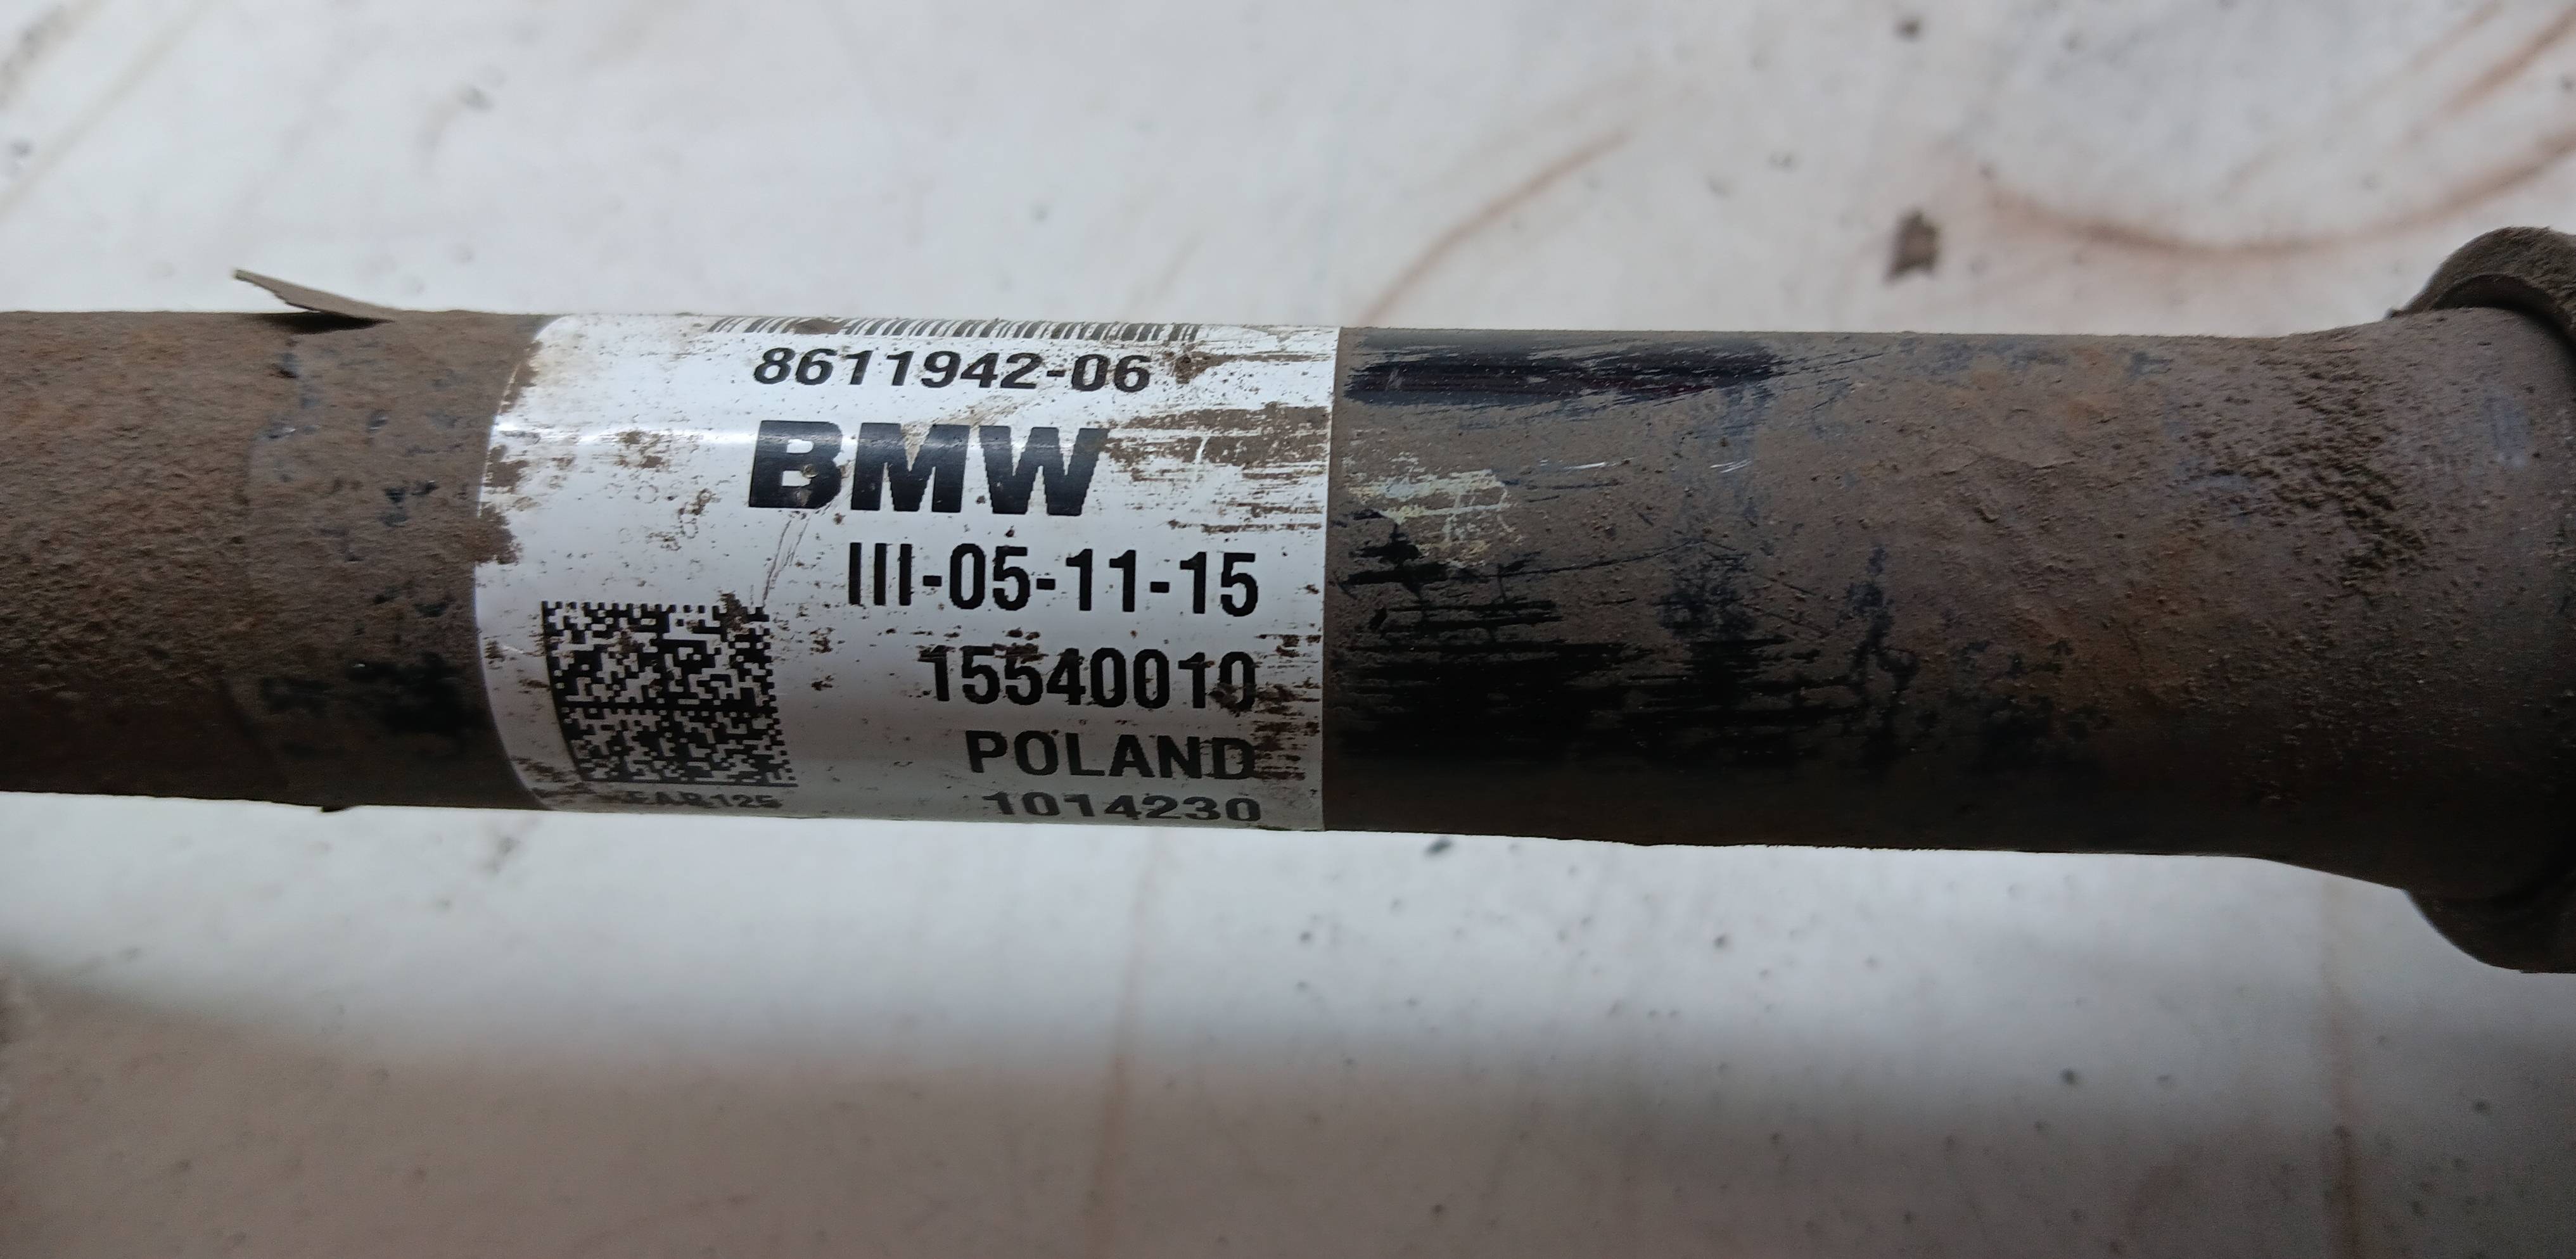 8611942-06
BMW
III-05-11-15
15540010
POLAND
1014230